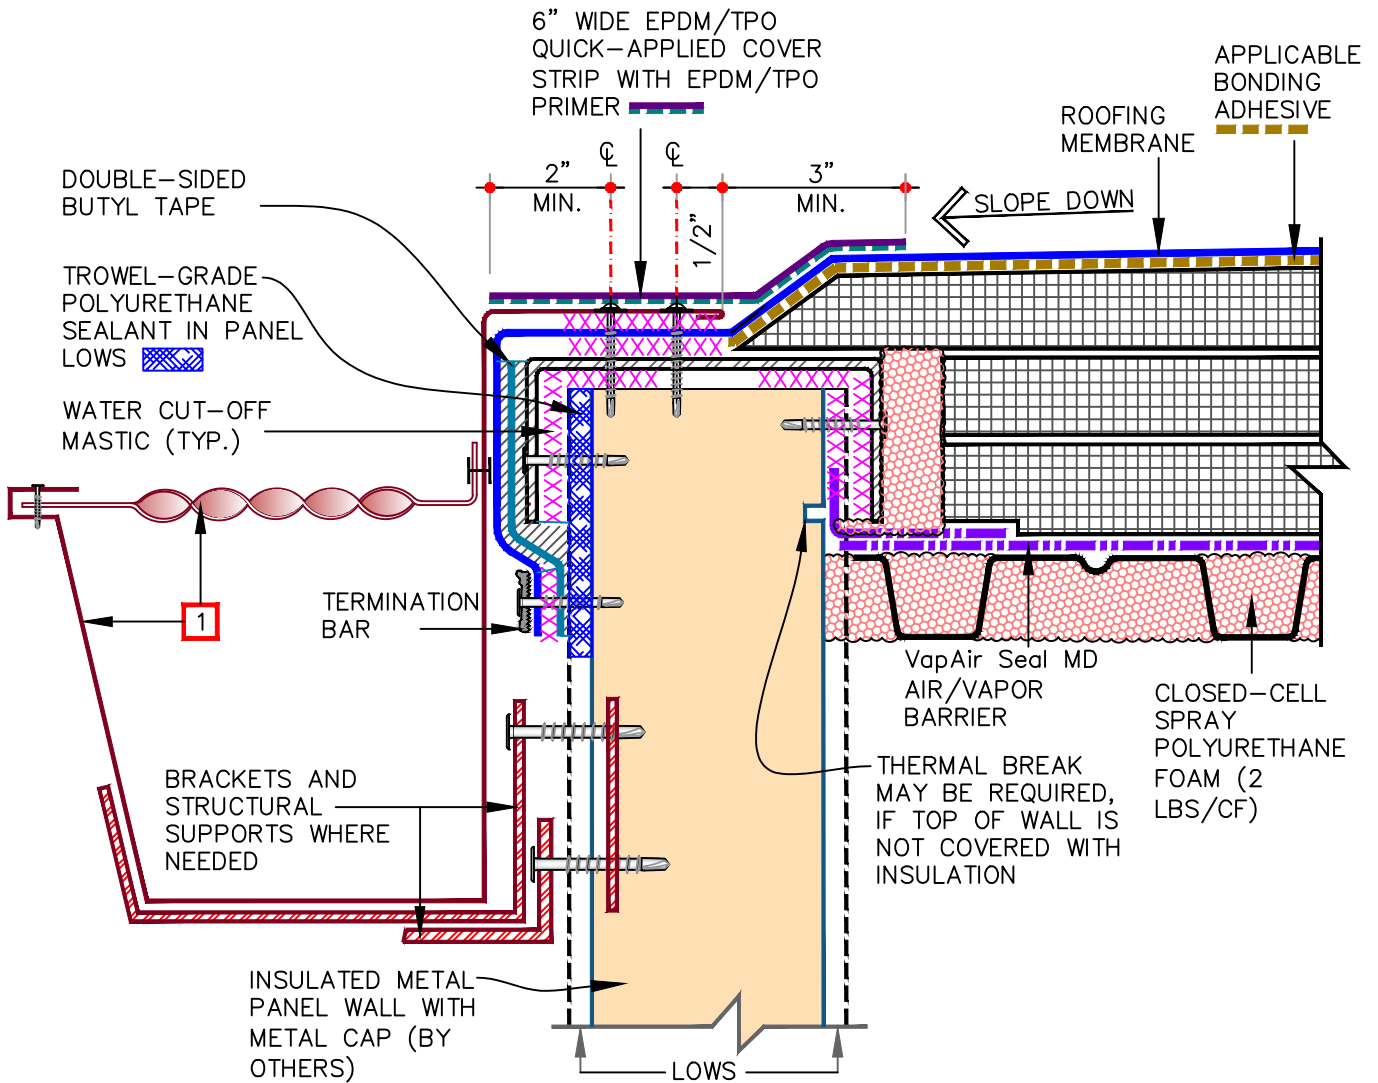 6" WIDE EPDM/TPO
QUICK-APPLIED COVER
STRIP WITH EPDM/TPO
PRIMER
APPLICABLE
BONDING
ADHESIVE
ROOFING
MEMBRANE
DOUBLE-SIDED
BUTYL TAPE
℄ ℄
2"
MIN.
3"
MIN.
1/2"
SLOPE DOWN
TROWEL-GRADE
POLYURETHANE
SEALANT IN PANEL
LOWS
WATER CUT-OFF
MASTIC (TYP.)
1
TERMINATION
BAR
VapAir Seal MD
AIR/VAPOR
BARRIER
CLOSED-CELL
SPRAY
POLYURETHANE
FOAM (2
LBS/CF)
THERMAL BREAK
MAY BE REQUIRED,
IF TOP OF WALL IS
NOT COVERED WITH
INSULATION
BRACKETS AND
STRUCTURAL
SUPPORTS WHERE
NEEDED
INSULATED METAL
PANEL WALL WITH
METAL CAP (BY
OTHERS)
LOWS